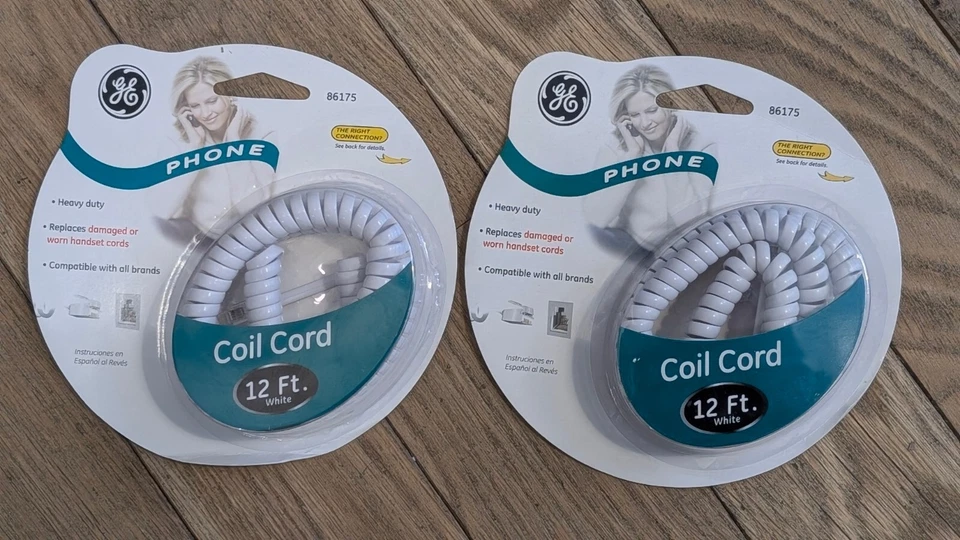 GE
86175
THE RIGHT
CONNECTION?
See back for details.
PHONE
• Heavy duty
• Replaces damaged or
worn handset cords
• Compatible with all brands
Instrucciones en
Español al Revés
Coil Cord
12 Ft.
White
GE
86175
THE RIGHT
CONNECTION?
See back for details.
PHONE
• Heavy duty
• Replaces damaged or
worn handset cords
• Compatible with all brands
Instrucciones en
Español al Revés
Coil Cord
12 Ft.
White